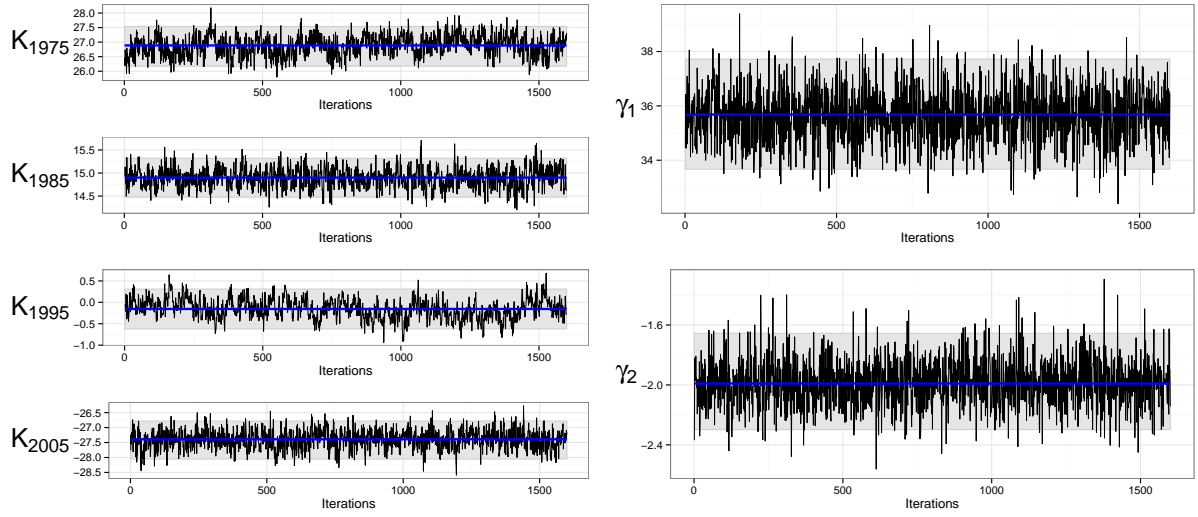 K1975
28.0
27.5
27.0
26.5
26.0
0 500 1000 1500
Iterations
K1985
15.5
15.0
14.5
0 500 1000 1500
Iterations
K1995
0.5
0.0
−0.5
−1.0
0 500 1000 1500
Iterations
K2005
−26.5
−27.0
−27.5
−28.0
−28.5
0 500 1000 1500
Iterations
γ1
38
36
34
0 500 1000 1500
Iterations
γ2
−1.6
−2.0
−2.4
0 500 1000 1500
Iterations